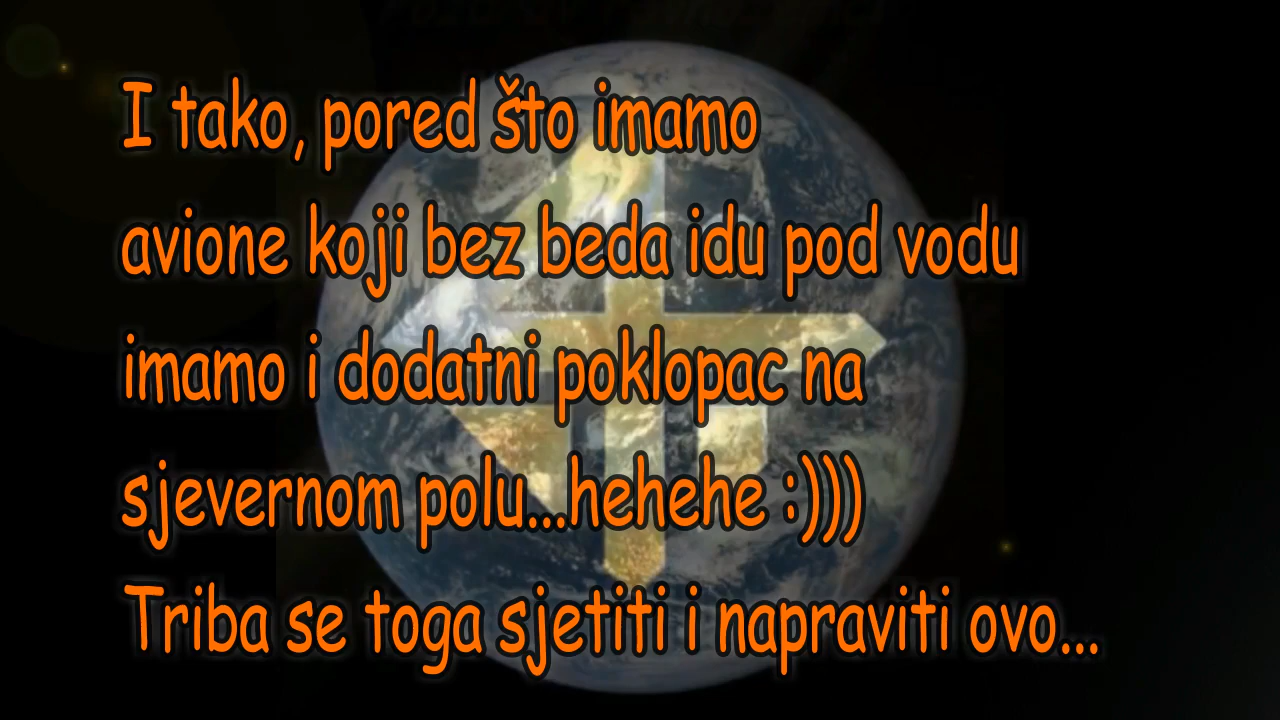 I tako, pored što imamo
avione koji bez beda idu pod vodu
imamo i dodatni poklopac na
sjevernom polu...hehehe :)))
Triba se toga sjetiti i napraviti ovo...